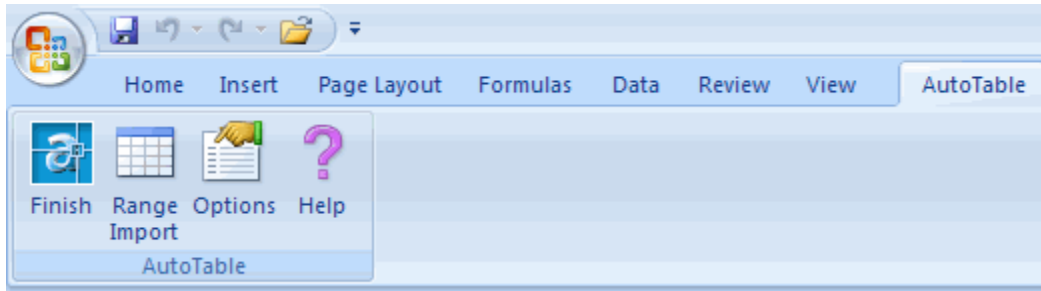 Home Insert Page Layout Formulas Data Review View AutoTable
Finish Range Options Help
Import
AutoTable